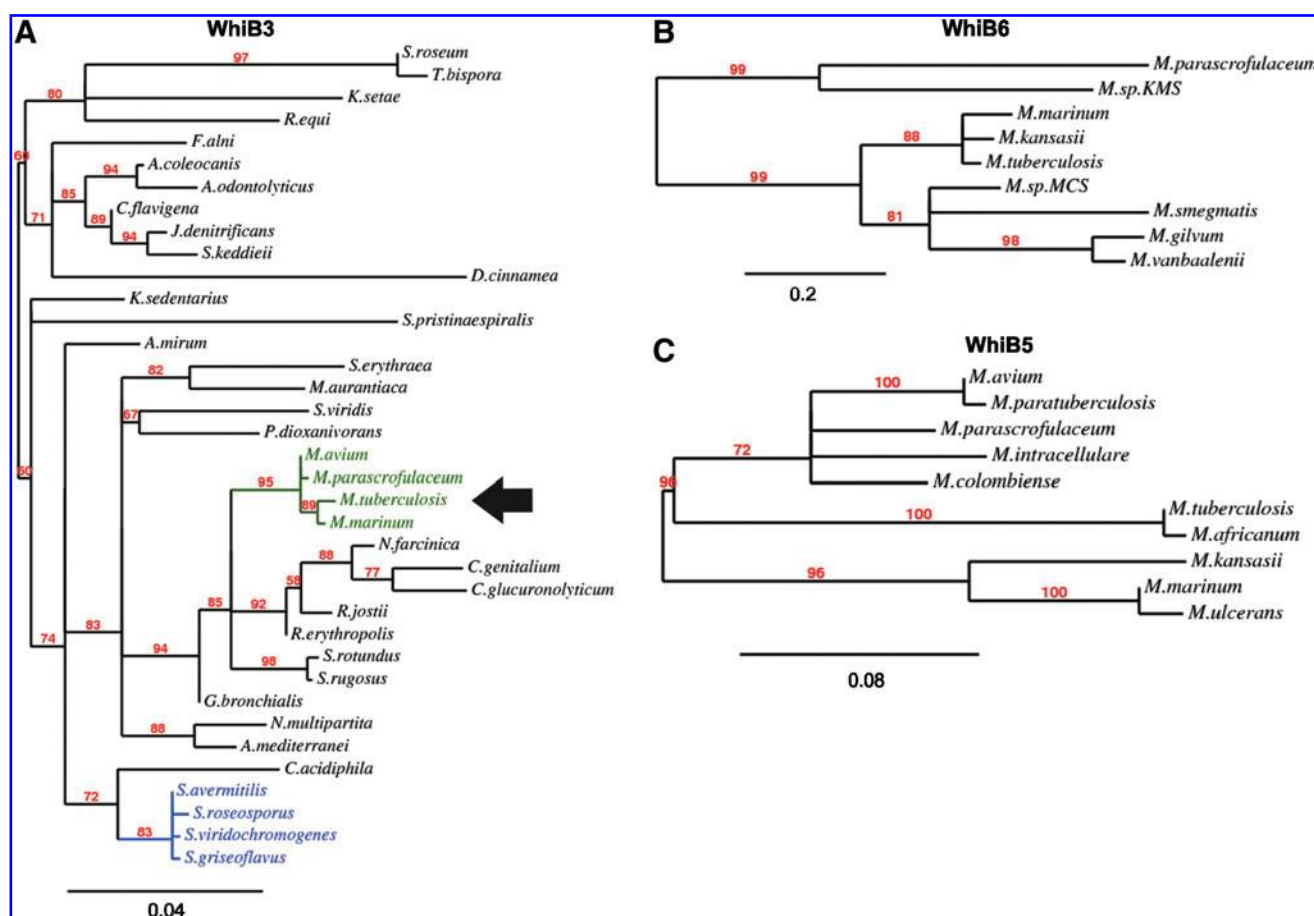 A
WhiB3
97
S.roseum
T.bispora
80
K.setae
R.equi
F.alni
94
A.coleocanis
A.odontolyticus
85
C.flavigena
71
89
J.denitrificans
94
S.keddieii
D.cinnamea
K.sedentarius
S.pristinaespiralis
A.mirum
S.erythraea
82
M.aurantiaca
S.viridis
67
P.dioxanivorans
M.avium
M.parascrofulaceum
95
M.tuberculosis
89
M.marinum
N.farcinica
88
C.genitalium
77
C.glucuronolyticum
58
85
92
R.jostii
R.erythropolis
83
74
94
S.rotundus
98
S.rugosus
G.bronchialis
N.multipartita
88
A.mediterranei
C.acidiphila
72
S.avermitilis
S.roseosporus
83
S.viridochromogenes
S.griseoflavus
0.04
B
WhiB6
99
M.parascrofulaceum
M.sp.KMS
M.marinum
88
M.kansasii
M.tuberculosis
99
M.sp.MCS
81
M.smegmatis
98
M.gilvum
M.vanbaalenii
0.2
C
WhiB5
100
M.avium
M.paratuberculosis
M.parascrofulaceum
72
M.intracellulare
M.colombiense
M.tuberculosis
100
M.africanum
M.kansasii
96
M.marinum
100
M.ulcerans
0.08